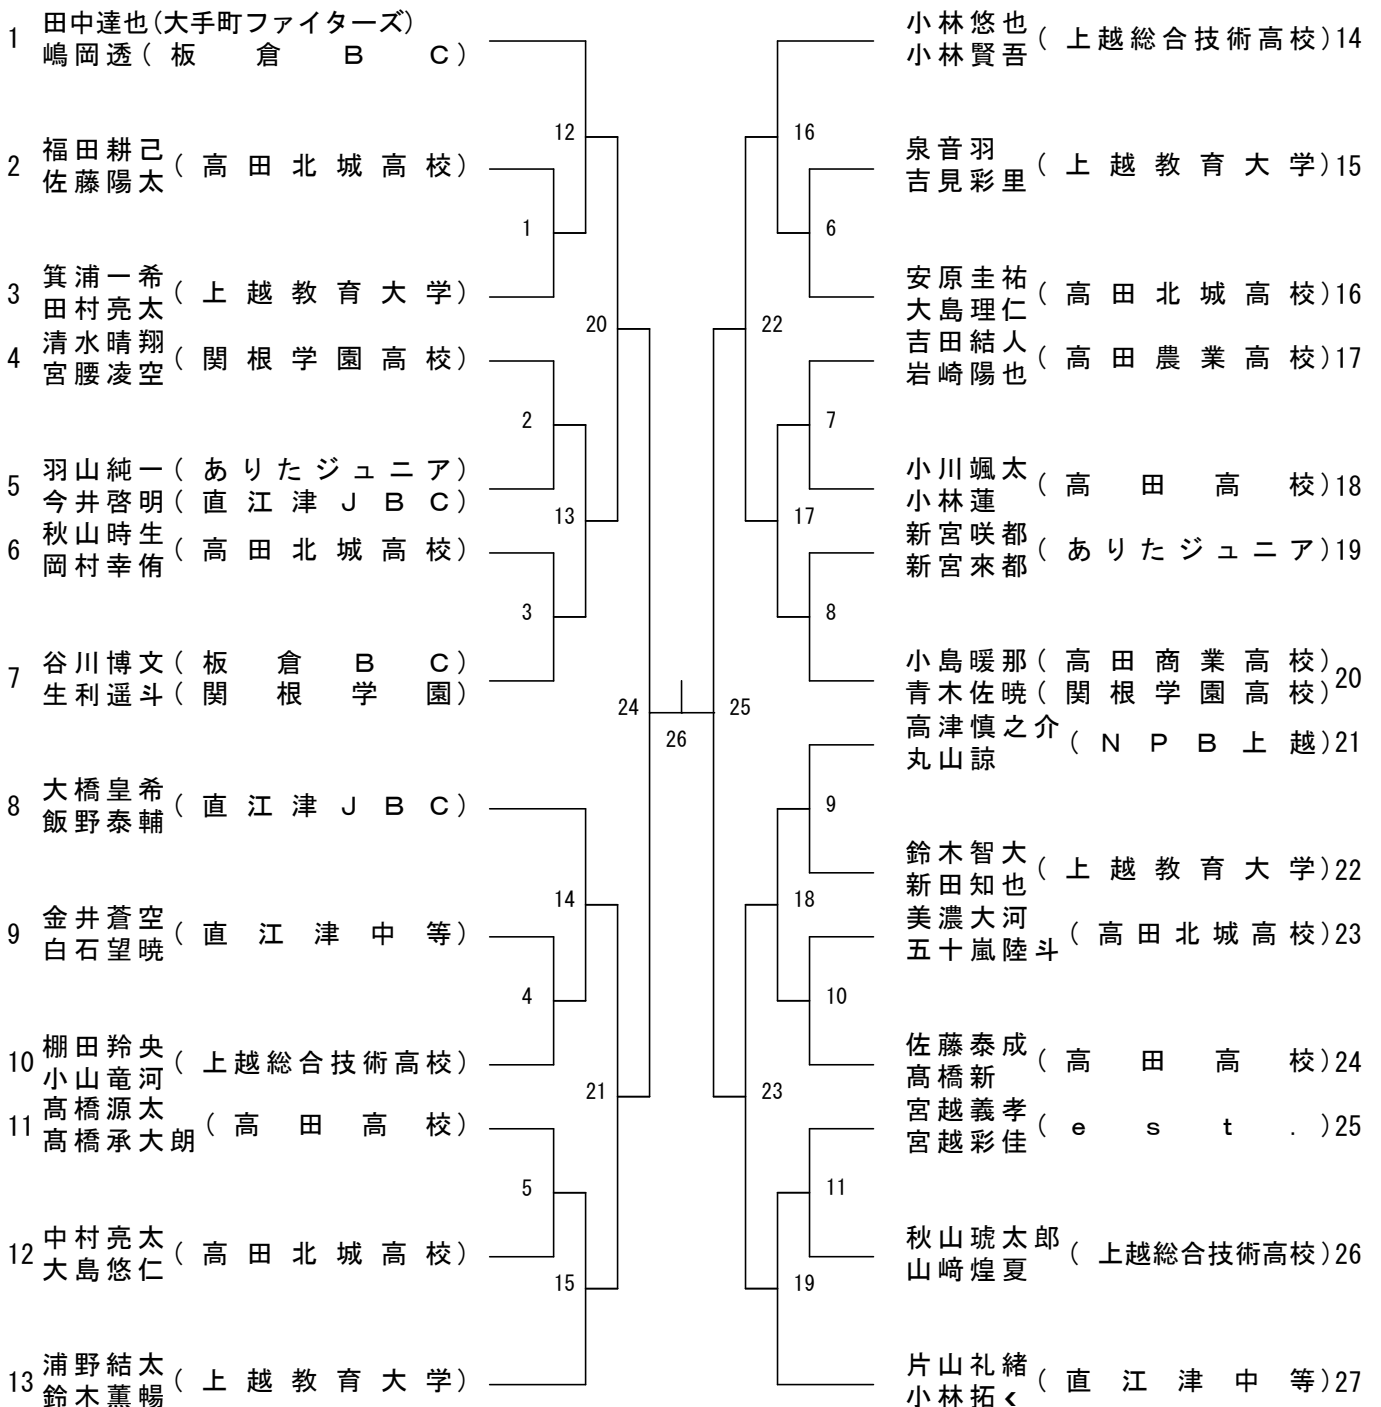 1 田中達也(大手町ファイターズ)
嶋岡透(板倉BC)
2 福田耕己
佐藤陽太(高田北城高校)
3 箕浦一希
田村亮太(上越教育大学)
4 清水晴翔
宮腰凌空(関根学園高校)
5 羽山純一(ありたジュニア)
今井啓明(直江津JBC)
6 秋山時生
岡村幸侑(高田北城高校)
7 谷川博文(板倉BC)
生利遥斗(関根学園)
8 大橋皇希
飯野泰輔(直江津JBC)
9 金井蒼空
白石望暁(直江津中等)
10 棚田羚央
小山竜河(上越総合技術高校)
11 髙橋源太
髙橋承大朗(高田高校)
12 中村亮太
大島悠仁(高田北城高校)
13 浦野結太
鈴木薫暢(上越教育大学)
12
1
20
2
13
3
24
14
4
21
5
15
26
25
16
6
22
7
17
8
9
18
10
23
11
19
小林悠也
小林賢吾(上越総合技術高校)14
泉音羽
吉見彩里(上越教育大学)15
安原圭祐
大島理仁(高田北城高校)16
吉田結人
岩崎陽也(高田農業高校)17
小川颯太
小林蓮(高田高校)18
新宮咲都
新宮來都(ありたジュニア)19
小島暖那(高田商業高校)
青木佐暁(関根学園高校)20
高津慎之介
丸山諒(NPB上越)21
鈴木智大
新田知也(上越教育大学)22
美濃大河
五十嵐陸斗(高田北城高校)23
佐藤泰成
髙橋新(高田高校)24
宮越義孝
宮越彩佳(est.)25
秋山琥太郎
山﨑煌夏(上越総合技術高校)26
片山礼緒
小林拓く(直江津中等)27